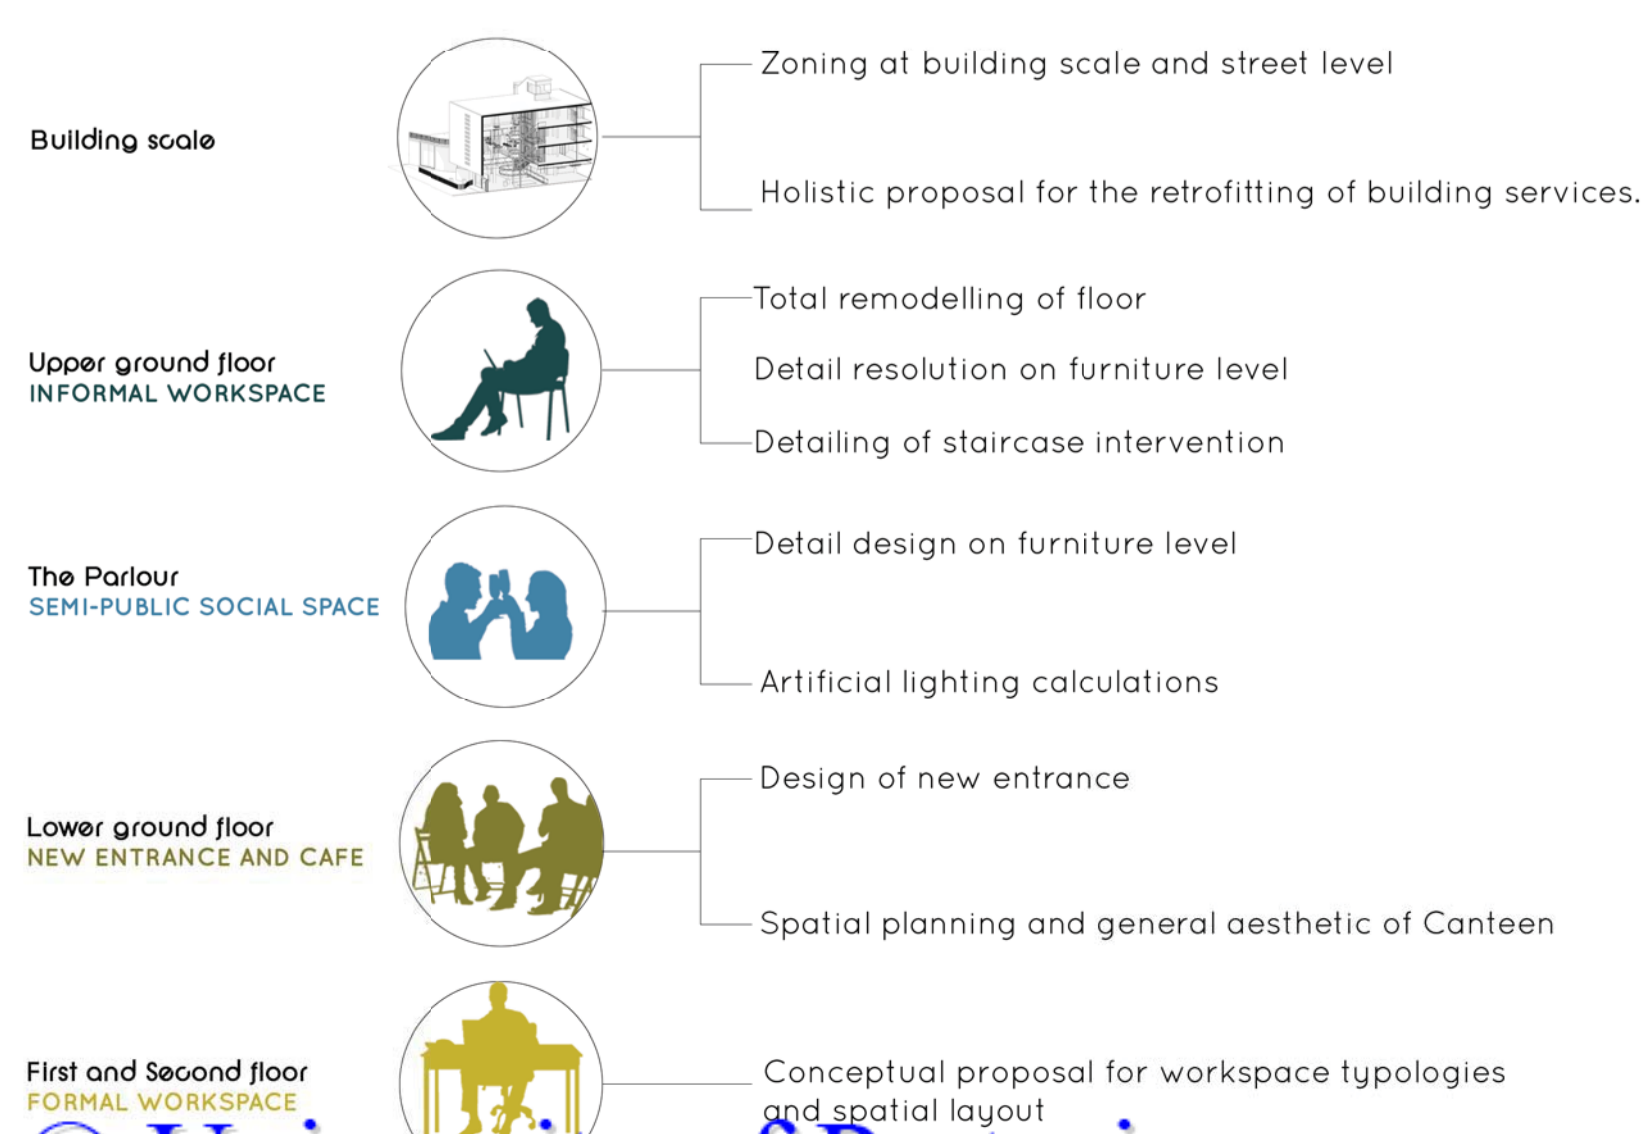 Zoning at building scale and street level
Building scale
Holistic proposal for the retrofitting of building services.
Total remodelling of floor
Upper ground floor
INFORMAL WORKSPACE
Detail resolution on furniture level
Detailing of staircase intervention
Detail design on furniture level
The Parlour
SEMI-PUBLIC SOCIAL SPACE
Artificial lighting calculations
Design of new entrance
Lower ground floor
NEW ENTRANCE AND CAFE
Spatial planning and general aesthetic of Canteen
First and Second floor
FORMAL WORKSPACE
Conceptual proposal for workspace typologies
and spatial layout